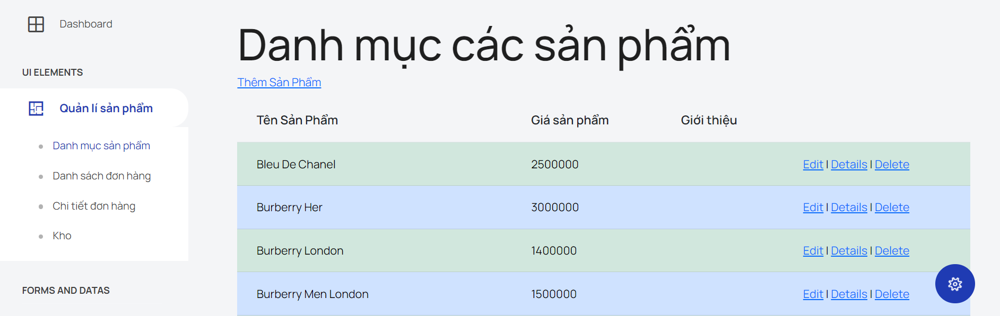 Dashboard
UI ELEMENTS
Quản lí sản phẩm
Danh mục sản phẩm
Danh sách đơn hàng
Chi tiết đơn hàng
Kho
FORMS AND DATAS
Danh mục các sản phẩm
Thêm Sản Phẩm
Tên Sản Phẩm Giá sản phẩm Giới thiệu
Bleu De Chanel 2500000 Edit | Details | Delete
Burberry Her 3000000 Edit | Details | Delete
Burberry London 1400000 Edit | Details | Delete
Burberry Men London 1500000 Edit | Details | Delete